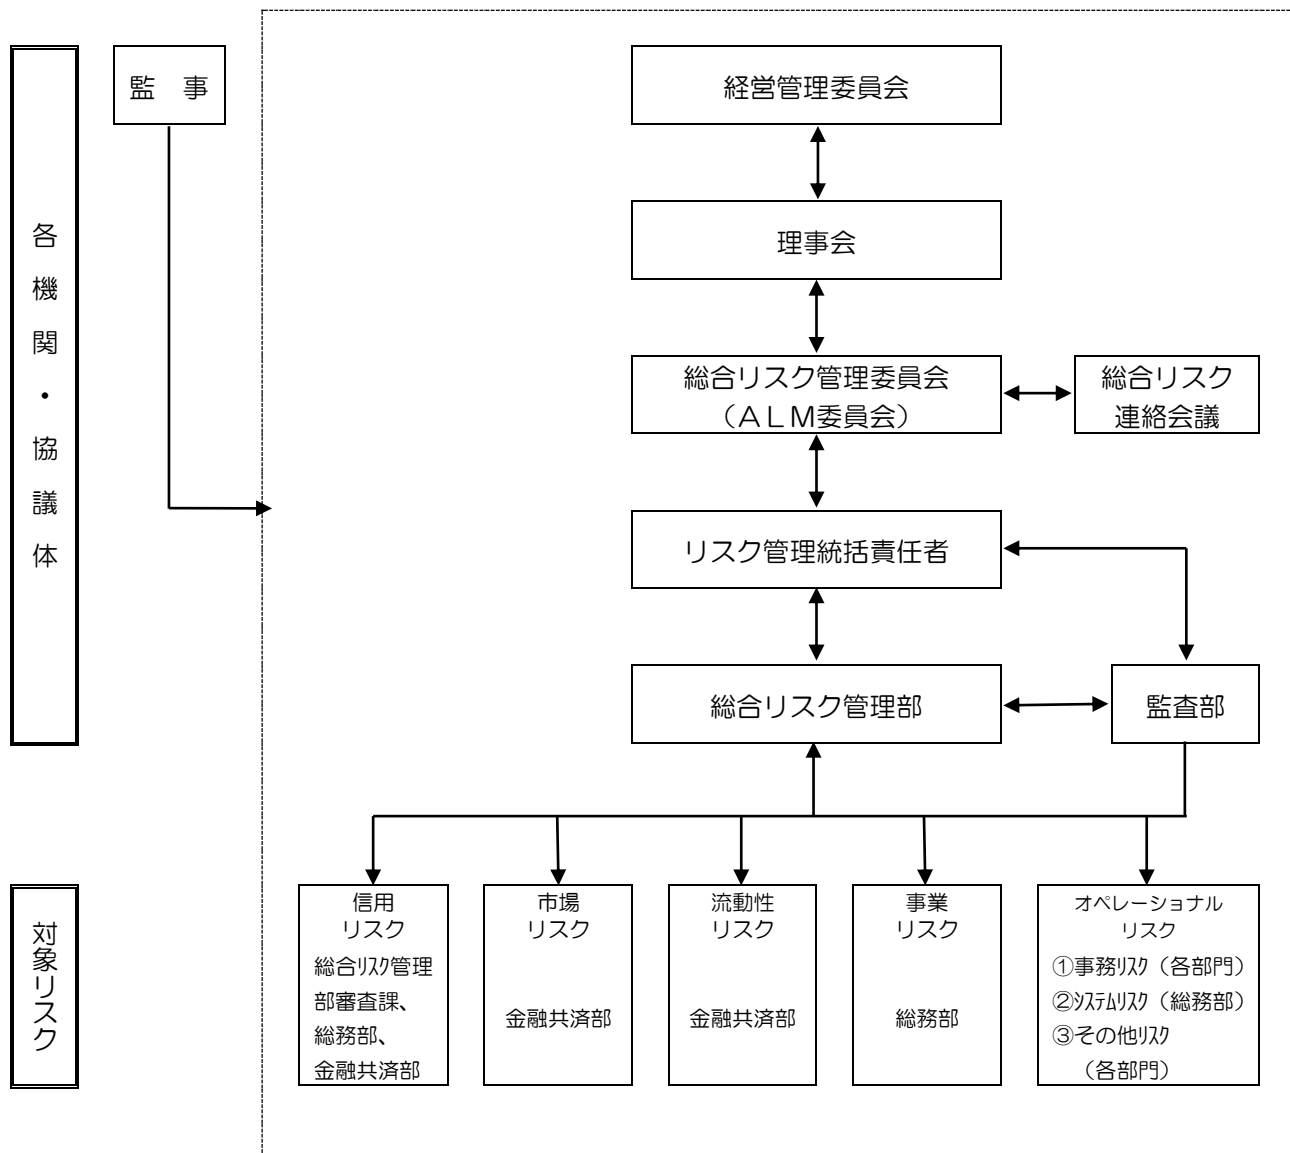 各機関・協議体
監　事
経営管理委員会
理事会
総合リスク管理委員会
（ＡＬＭ委員会）
総合リスク
連絡会議
リスク管理統括責任者
総合リスク管理部
監査部
対象リスク
信用
リスク
総合ﾘｽｸ管理
部審査課、
総務部、
金融共済部
市場
リスク
金融共済部
流動性
リスク
金融共済部
事業
リスク
総務部
オペレーショナル
リスク
①事務ﾘｽｸ（各部門）
②ｼｽﾃﾑﾘｽｸ（総務部）
③その他ﾘｽｸ
（各部門）